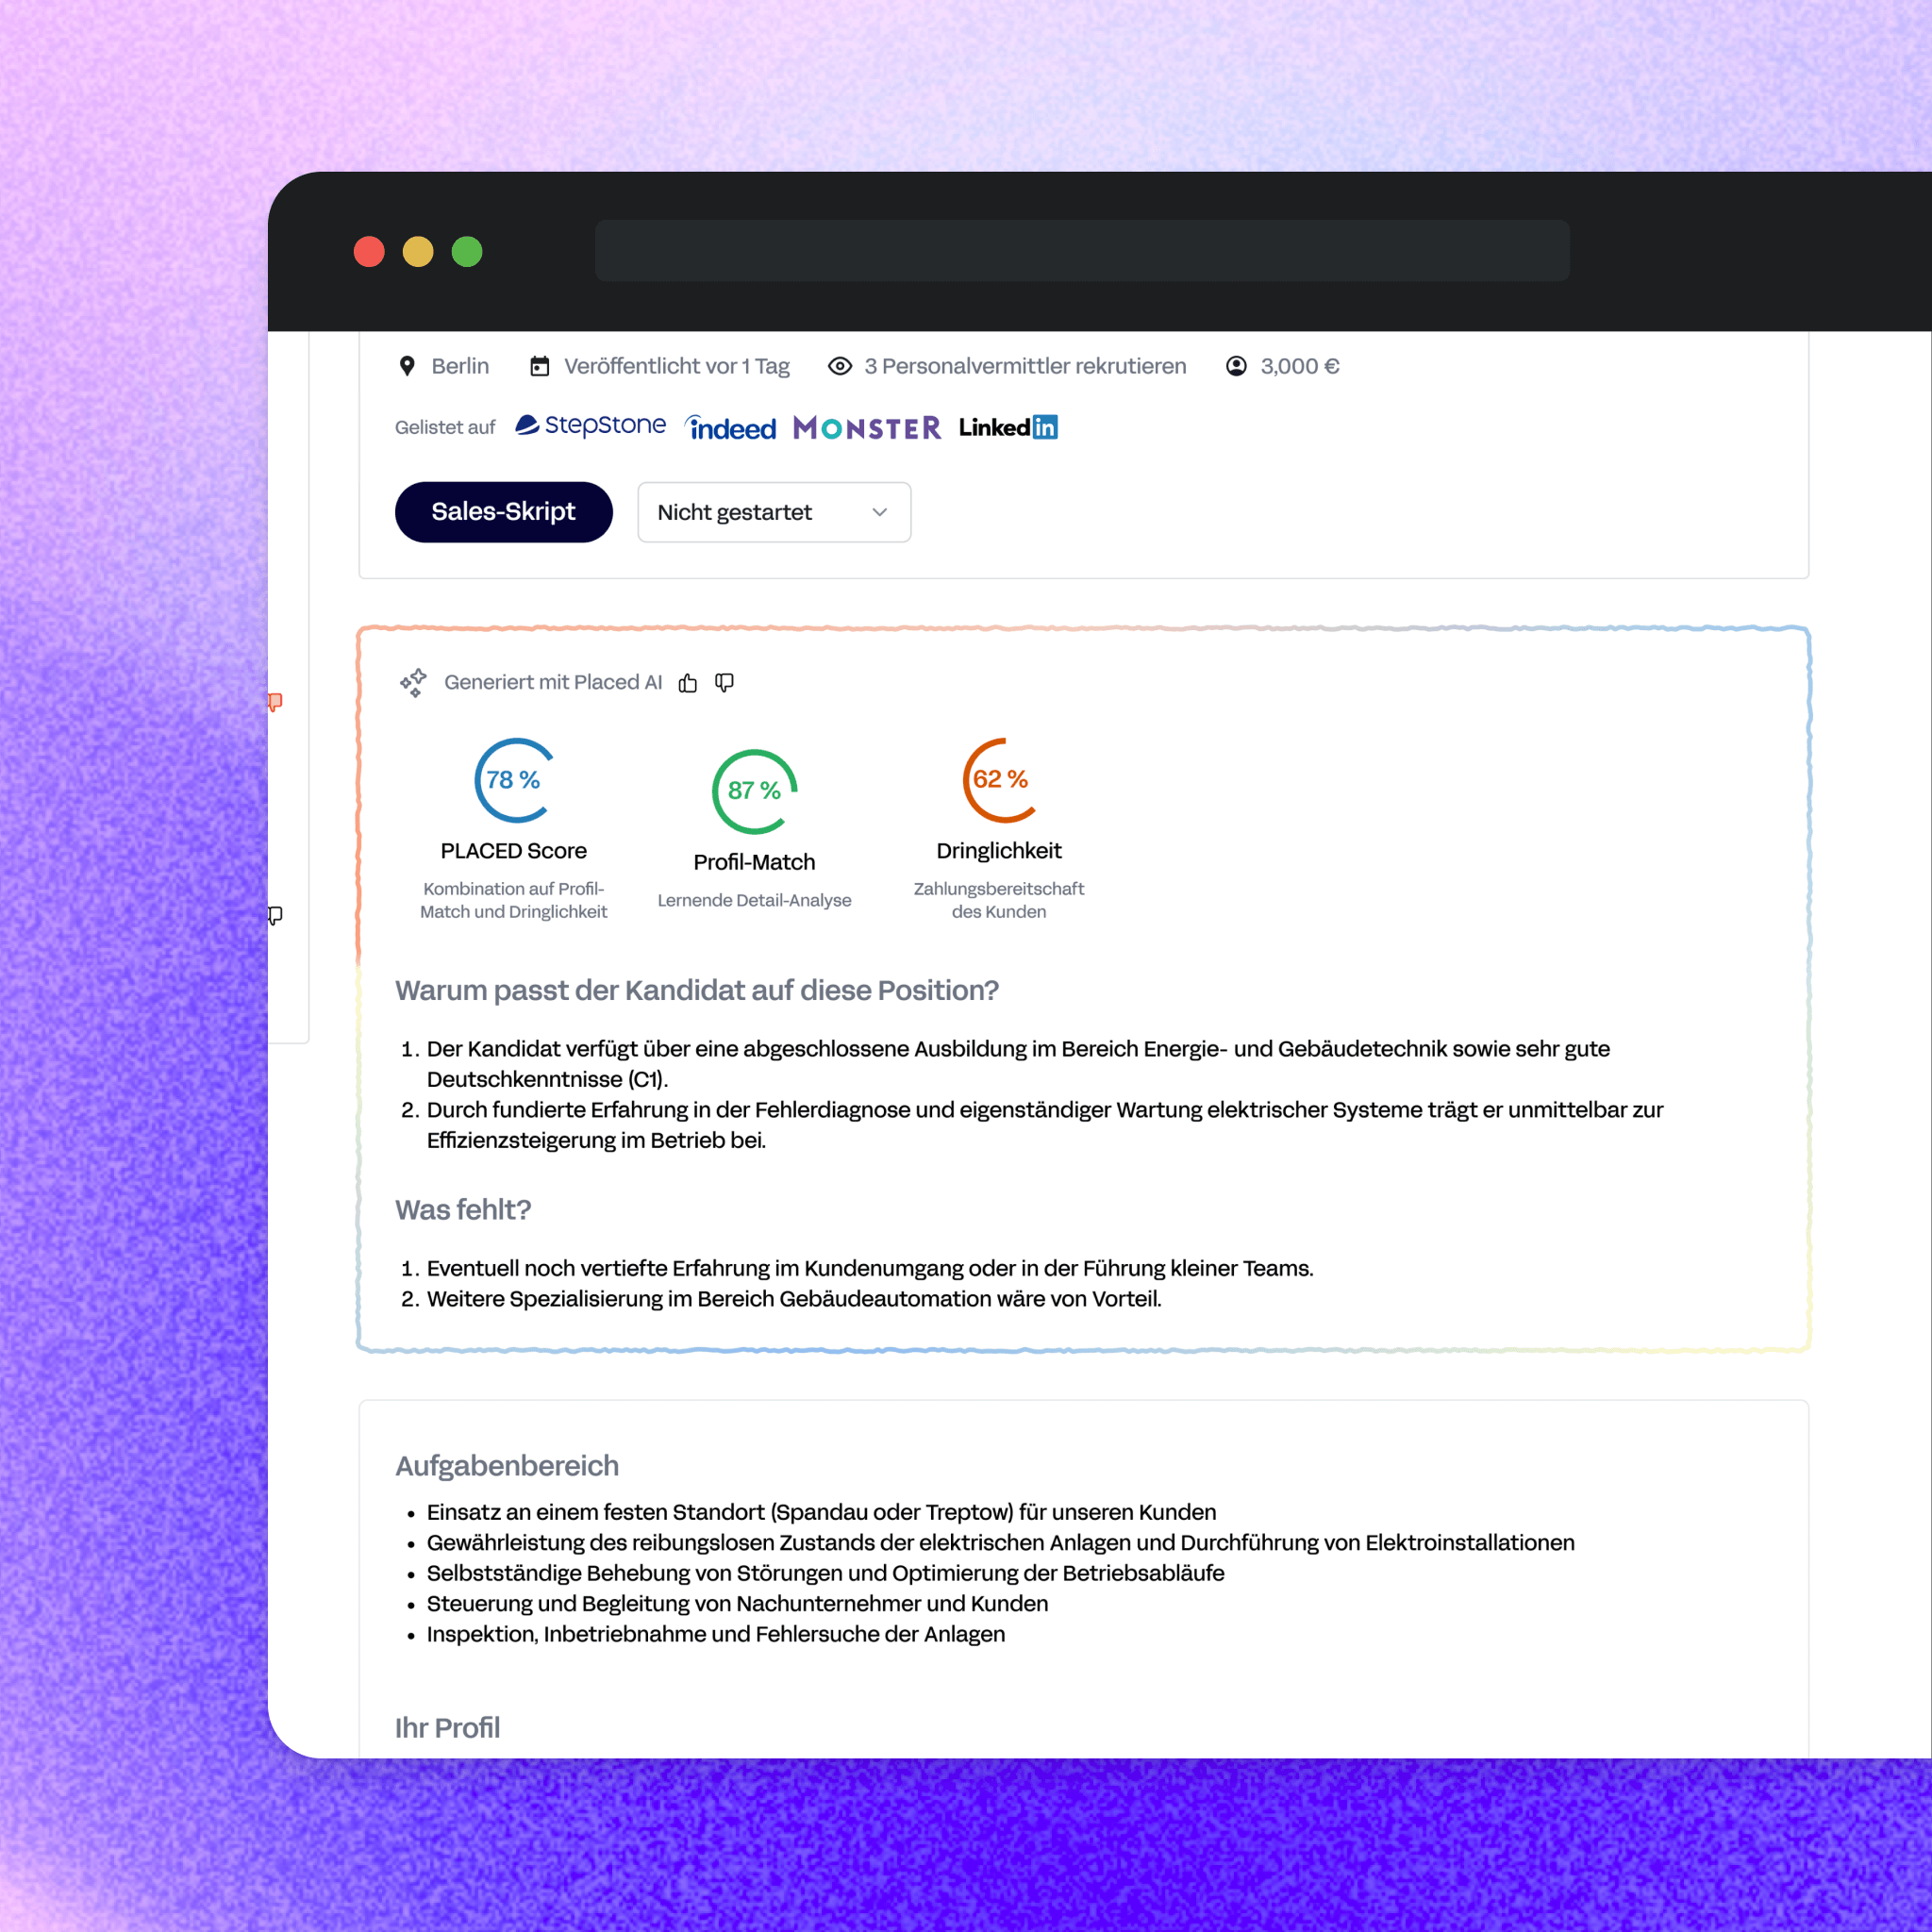 Berlin Veröffentlicht vor 1 Tag 3 Personalvermittler rekrutieren 3,000 €
Gelistet auf StepStone indeed MONSTER Linkedin
Sales-Skript Nicht gestartet
Generiert mit Placed AI
78 % 87 % 62 %
PLACED Score Profil-Match Dringlichkeit
Kombination auf Profil- Lernende Detail-Analyse Zahlungsbereitschaft
Match und Dringlichkeit des Kunden
Warum passt der Kandidat auf diese Position?
1. Der Kandidat verfügt über eine abgeschlossene Ausbildung im Bereich Energie- und Gebäudetechnik sowie sehr gute
Deutschkenntnisse (C1).
2. Durch fundierte Erfahrung in der Fehlerdiagnose und eigenständiger Wartung elektrischer Systeme trägt er unmittelbar zur
Effizienzsteigerung im Betrieb bei.
Was fehlt?
1. Eventuell noch vertiefte Erfahrung im Kundenumgang oder in der Führung kleiner Teams.
2. Weitere Spezialisierung im Bereich Gebäudeautomation wäre von Vorteil.
Aufgabenbereich
• Einsatz an einem festen Standort (Spandau oder Treptow) für unseren Kunden
• Gewährleistung des reibungslosen Zustands der elektrischen Anlagen und Durchführung von Elektroinstallationen
• Selbstständige Behebung von Störungen und Optimierung der Betriebsabläufe
• Steuerung und Begleitung von Nachunternehmer und Kunden
• Inspektion, Inbetriebnahme und Fehlersuche der Anlagen
Ihr Profil